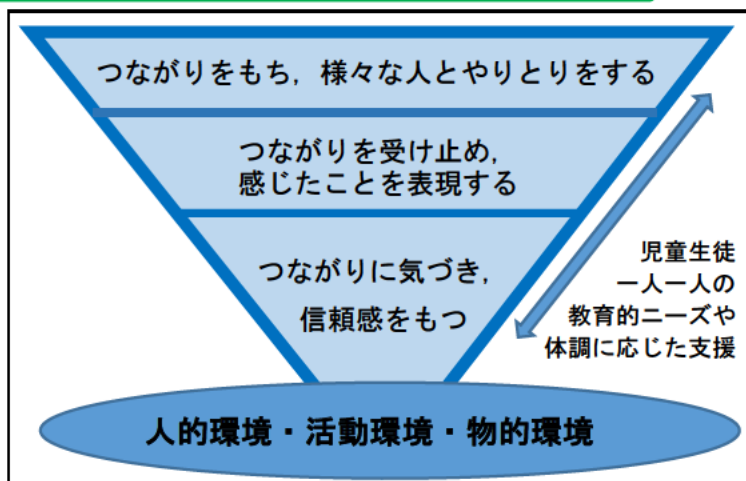 つながりをもち，様々な人とやりとりをする
つながりを受け止め，
感じたことを表現する
つながりに気づき，
信頼感をもつ
児童生徒
一人一人の
教育的ニーズや
体調に応じた支援
人的環境・活動環境・物的環境